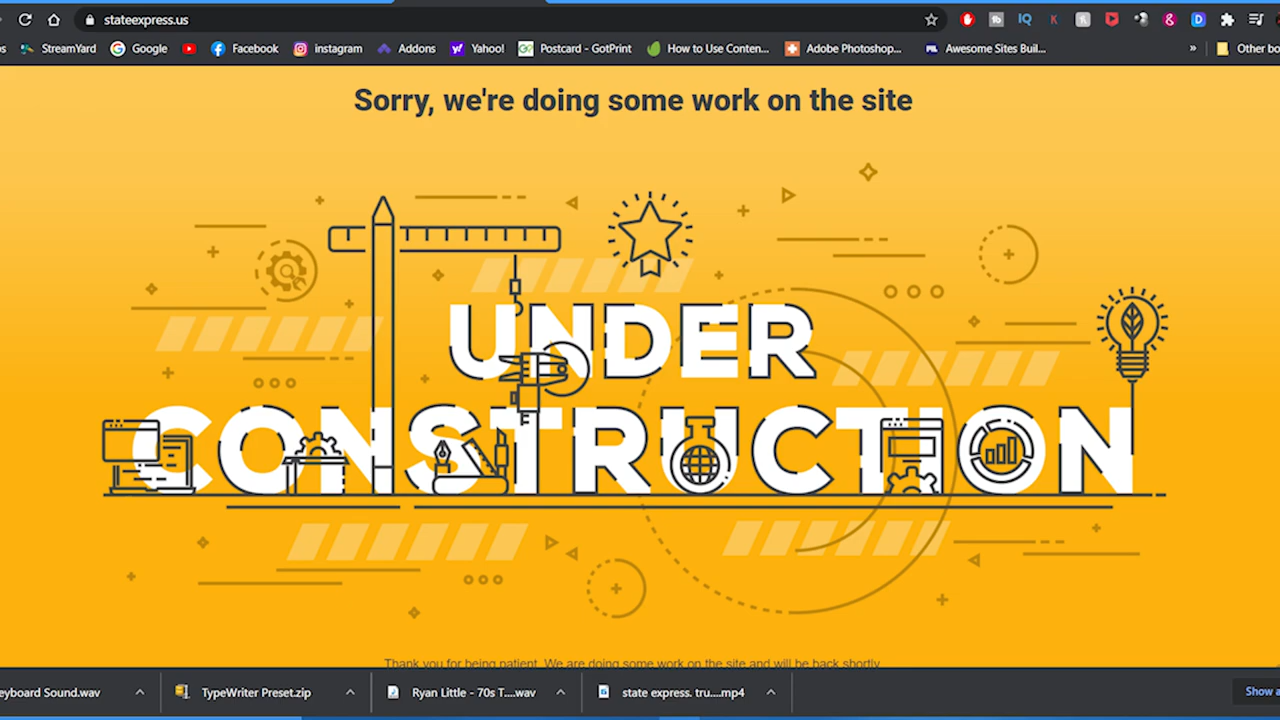 stateexpress.us
StreamYard Google Facebook instagram Addons Yahoo! Postcard - GotPrint How to Use Conten... Adobe Photoshop... Awesome Sites Buil... » Other bo
Sorry, we're doing some work on the site
UNDER
CONSTRUCTION
Thank you for being patient. We are doing some work on the site and will be back shortly.
eyboard Sound.wav TypeWriter Preset.zip Ryan Little - 70s T....wav state express. tru....mp4 Show a